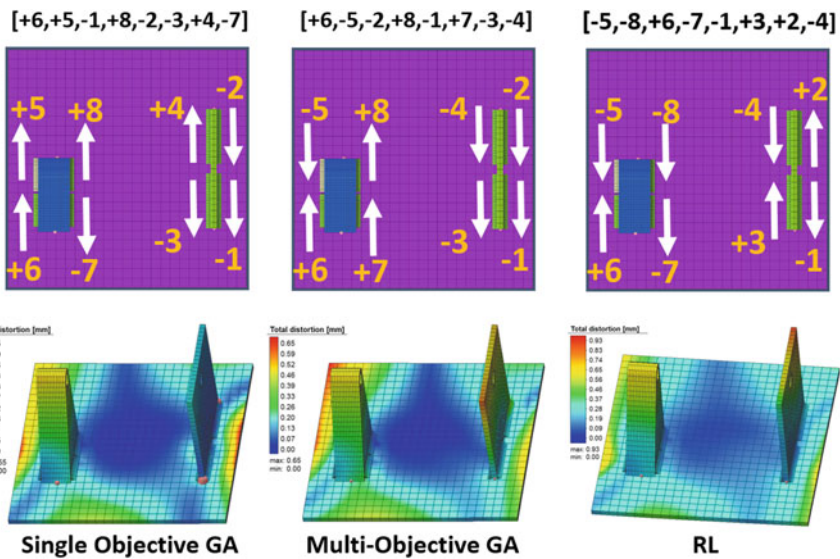 [+6,+5,-1,+8,-2,-3,+4,-7]
[+6,-5,-2,+8,-1,+7,-3,-4]
[-5,-8,+6,-7,-1,+3,+2,-4]
+5 +8 +4 -2
+6 -7 -3 -1
-5 +8 -4 -2
+6 +7 -3 -1
-5 -8 -4 +2
+6 -7 +3 -1
istortion [mm]
Total distortion [mm]
0.65
0.59
0.52
0.46
0.39
0.33
0.26
0.20
0.13
0.07
0.00
max: 0.65
min: 0.00
Total distortion [mm]
0.93
0.83
0.74
0.65
0.56
0.46
0.37
0.28
0.19
0.09
0.00
max: 0.93
min: 0.00
Single Objective GA
Multi-Objective GA
RL